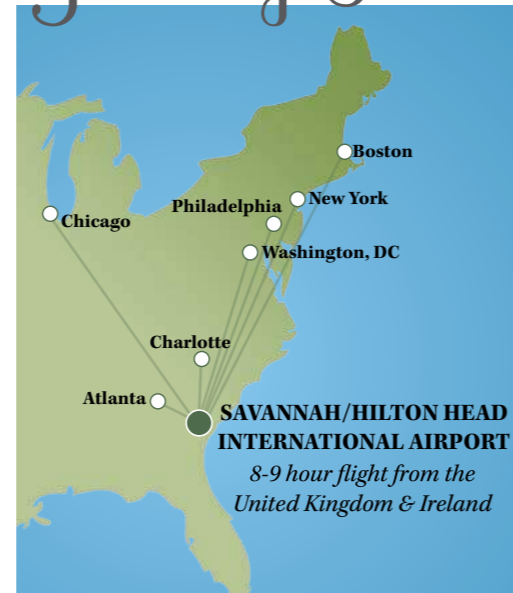 Boston
New York
Philadelphia
Chicago
Washington, DC
Charlotte
Atlanta
SAVANNAH/HILTON HEAD
INTERNATIONAL AIRPORT
8-9 hour flight from the
United Kingdom & Ireland